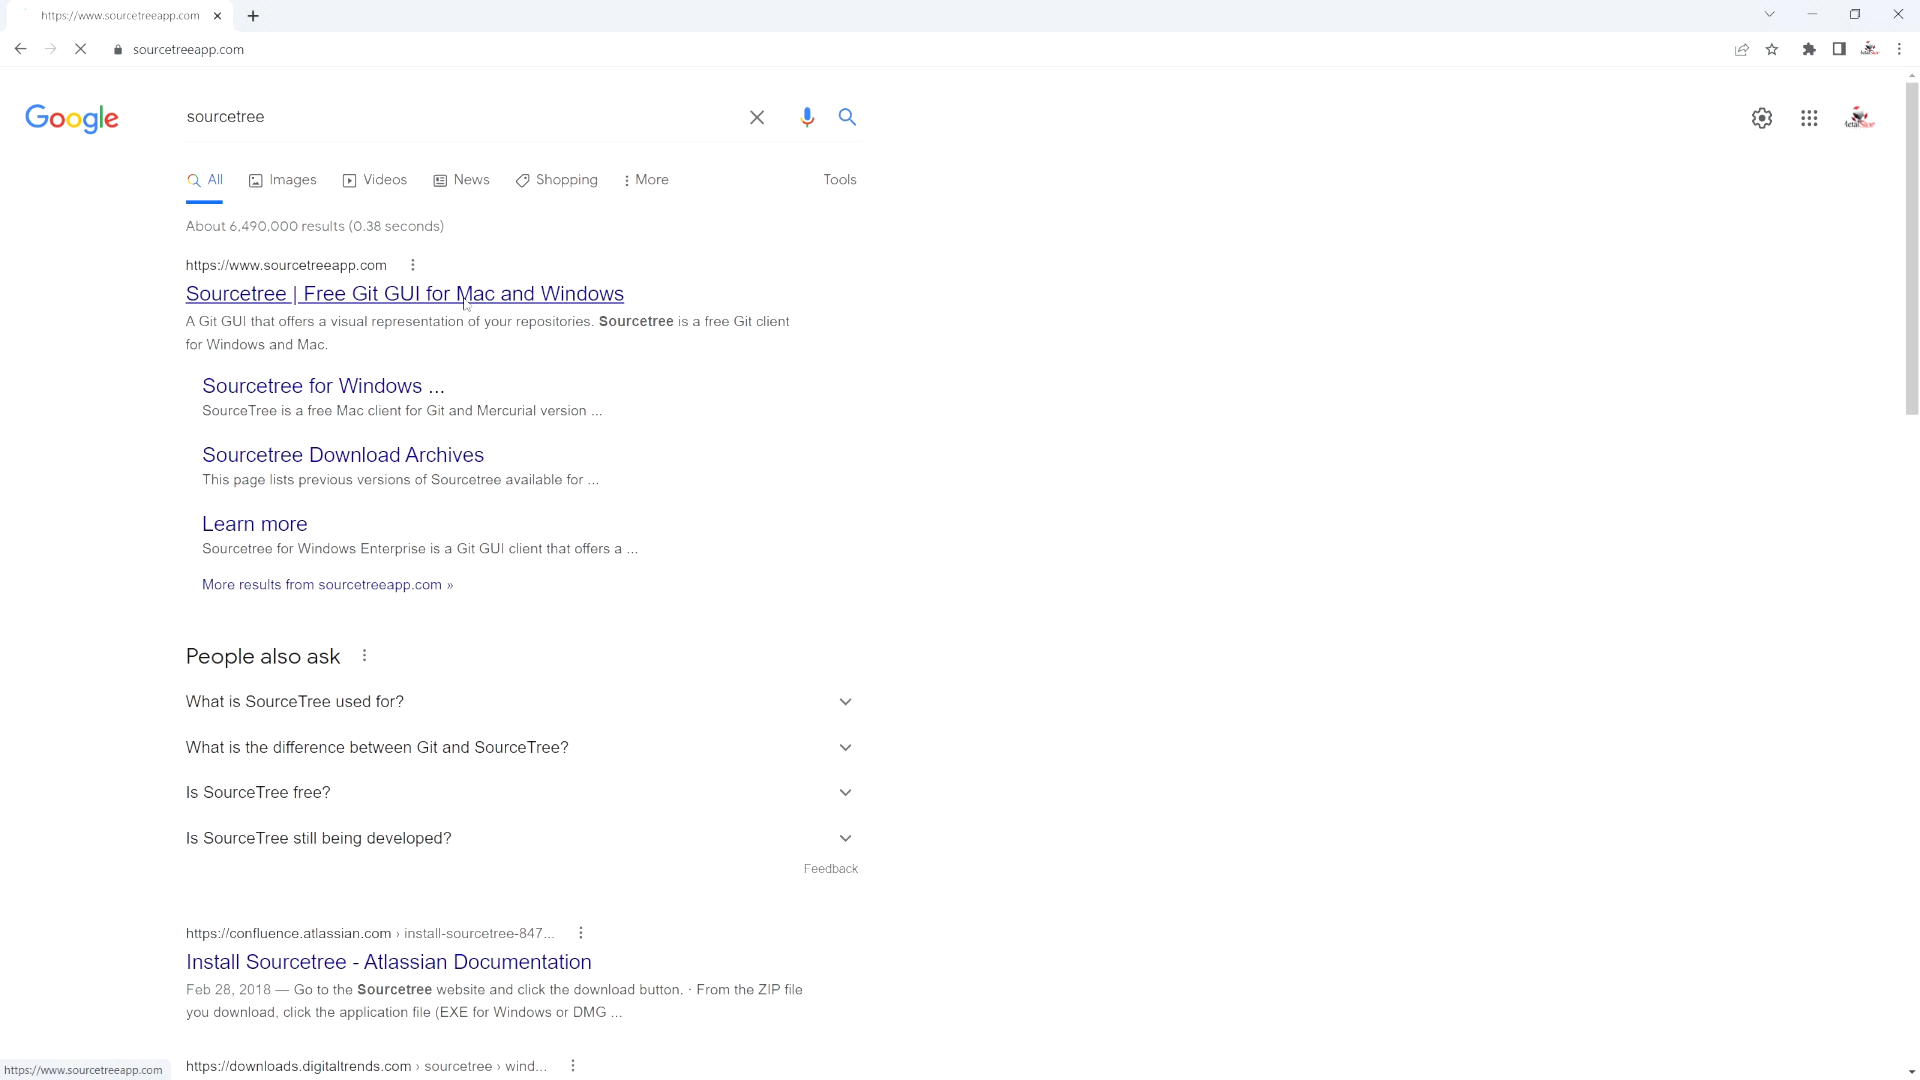 https://www.sourcetreeapp.com
sourcetreeapp.com
Google
sourcetree
All
Images
Videos
News
Shopping
More
Tools
About 6,490,000 results (0.38 seconds)
https://www.sourcetreeapp.com
Sourcetree | Free Git GUI for Mac and Windows
A Git GUI that offers a visual representation of your repositories. Sourcetree is a free Git client
for Windows and Mac.
Sourcetree for Windows ...
SourceTree is a free Mac client for Git and Mercurial version ...
Sourcetree Download Archives
This page lists previous versions of Sourcetree available for ...
Learn more
Sourcetree for Windows Enterprise is a Git GUI client that offers a ...
More results from sourcetreeapp.com »
People also ask
What is SourceTree used for?
What is the difference between Git and SourceTree?
Is SourceTree free?
Is SourceTree still being developed?
Feedback
https://confluence.atlassian.com › install-sourcetree-847...
Install Sourcetree - Atlassian Documentation
Feb 28, 2018 — Go to the Sourcetree website and click the download button. · From the ZIP file
you download, click the application file (EXE for Windows or DMG ...
https://downloads.digitaltrends.com › sourcetree › wind...
https://www.sourcetreeapp.com